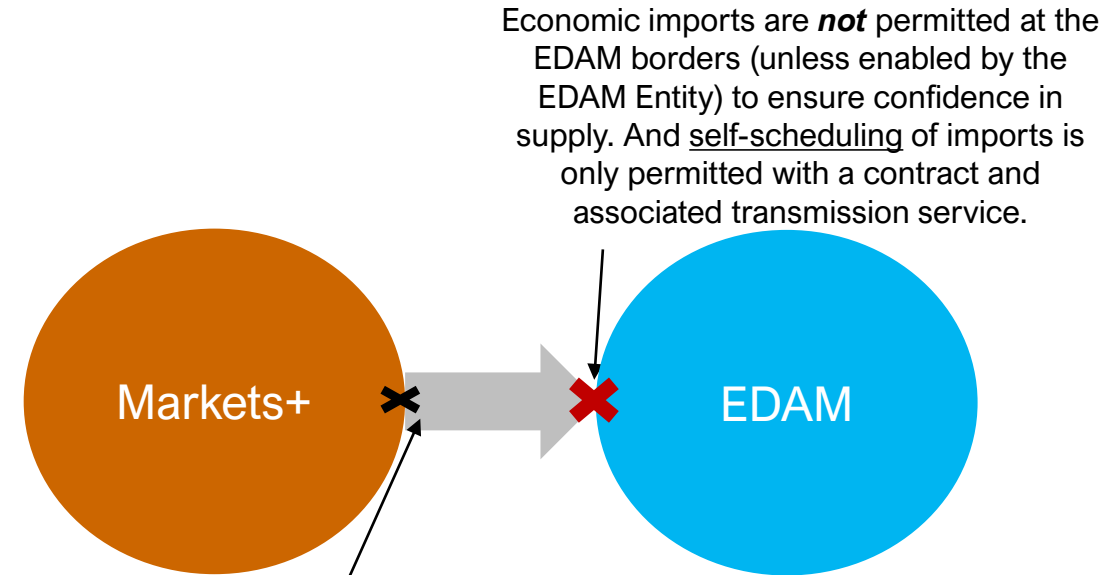 Economic imports are not permitted at the
EDAM borders (unless enabled by the
EDAM Entity) to ensure confidence in
supply. And self-scheduling of imports is
only permitted with a contract and
associated transmission service.
Markets+
EDAM